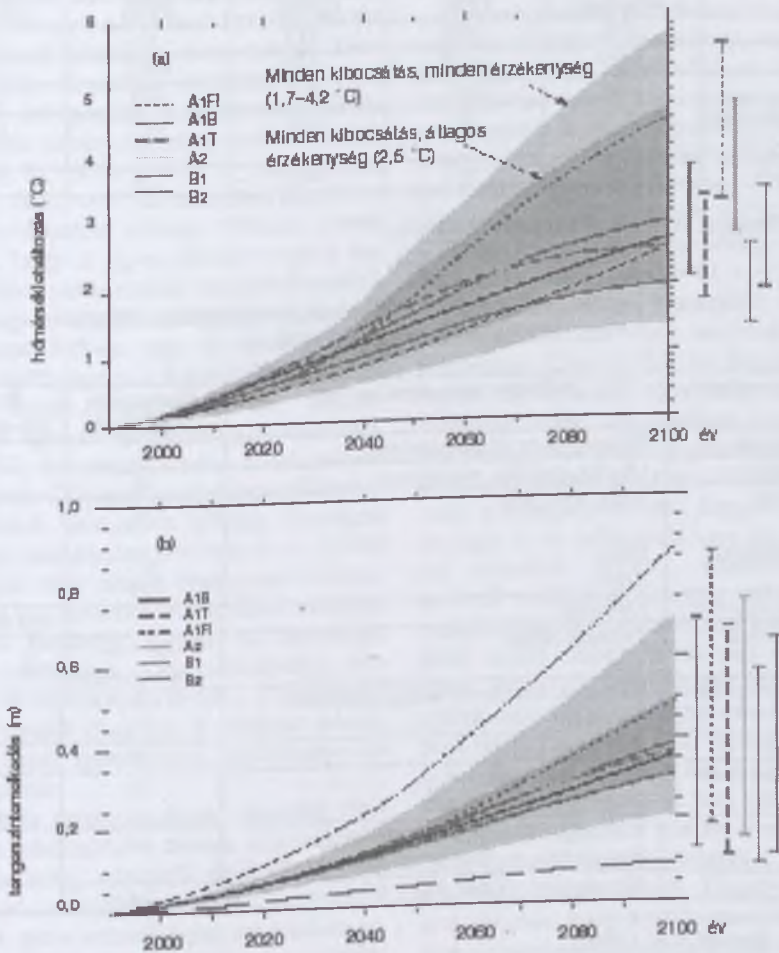 6
5
4
3
2
1
0
hőmérsékletváltozás (°C)
(a)
A1FI
A1B
A1T
A2
B1
B2
Minden kibocsátás, minden érzékenység
(1,7–4,2 °C)
Minden kibocsátás, átlagos
érzékenység (2,5 °C)
2000 2020 2040 2060 2080 2100 év
1,0
0,8
0,6
0,4
0,2
0,0
(b)
A1B
A1T
A1FI
A2
B1
B2
2000 2020 2040 2060 2080 2100 év